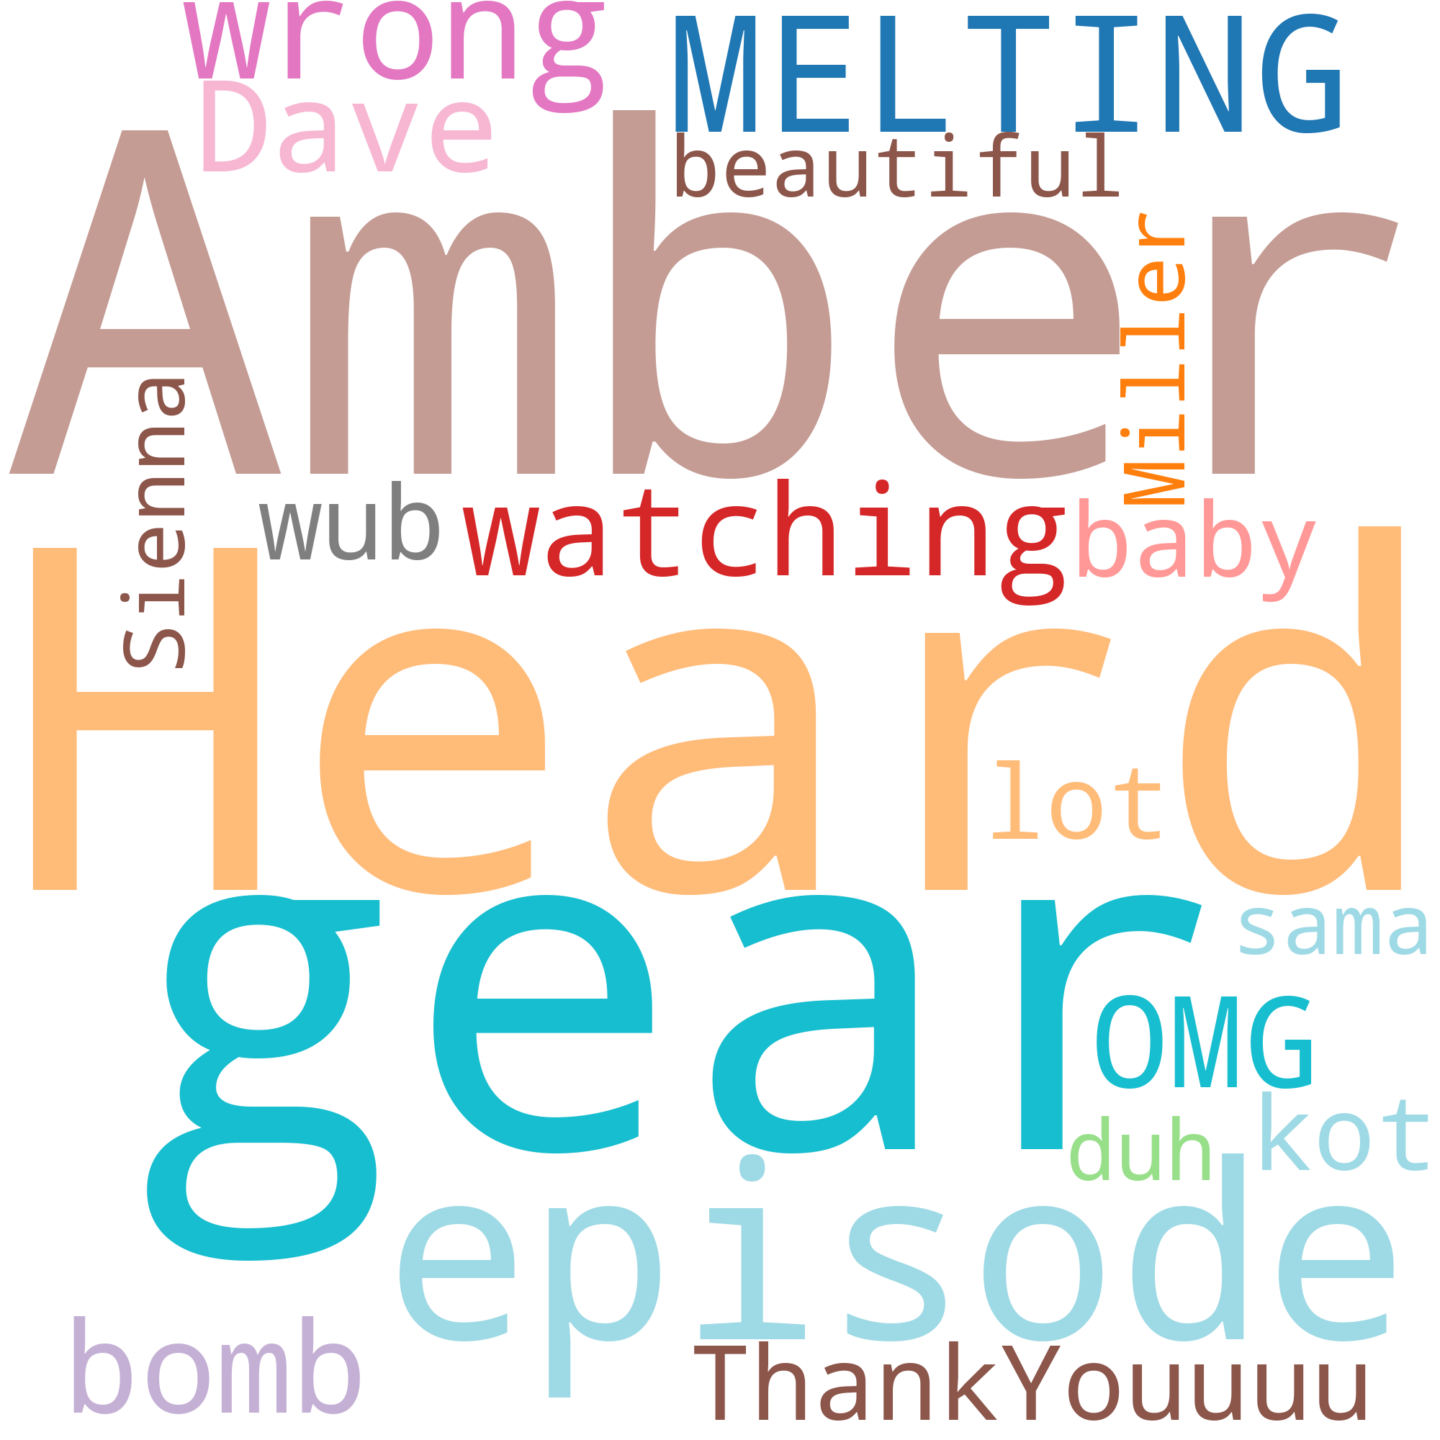 wrong
MELTING
Dave
beautiful
Amber
Miller
Sienna
wub
watching
baby
Heard
lot
gear
sama
OMG
duh
kot
episode
bomb
ThankYouuuu